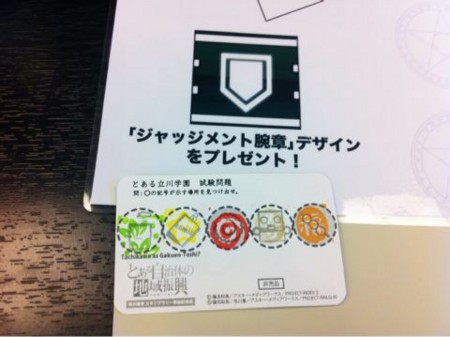 「ジャッジメント腕章」デザイン
をプレゼント！
とある立川学園 試験問題
問:○の記号が示す場所を見つけ出せ。
福
Tachikawa as Gakuen-Toshi?
とある自治体の
地域振興
非売品